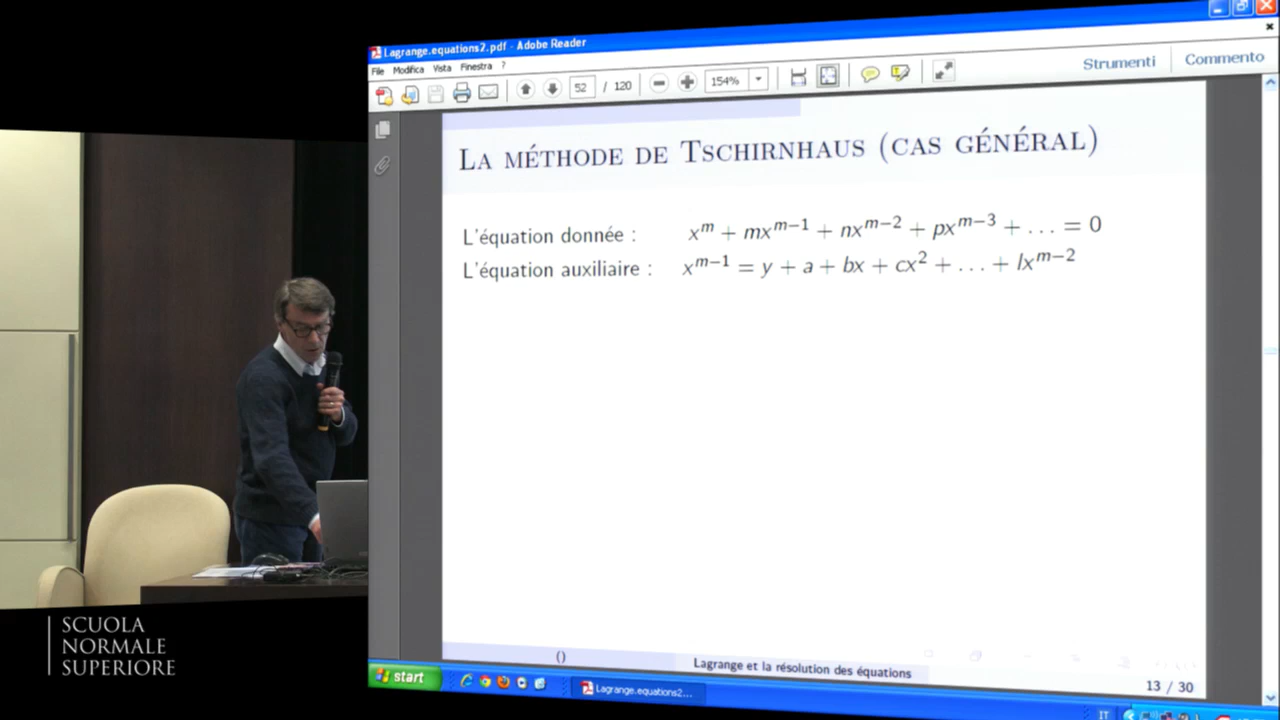 Lagrange.equations2.pdf - Adobe Reader
File Modifica Vista Finestra ?
52 / 120 154% Strumenti Commento
LA MÉTHODE DE TSCHIRNHAUS (CAS GÉNÉRAL)
L'équation donnée : x^m + mx^{m−1} + nx^{m−2} + px^{m−3} + ... = 0
L'équation auxiliaire : x^{m−1} = y + a + bx + cx² + ... + lx^{m−2}
()
Lagrange et la résolution des équations
13 / 30
start
Lagrange.equations2...
IT
SCUOLA
NORMALE
SUPERIORE